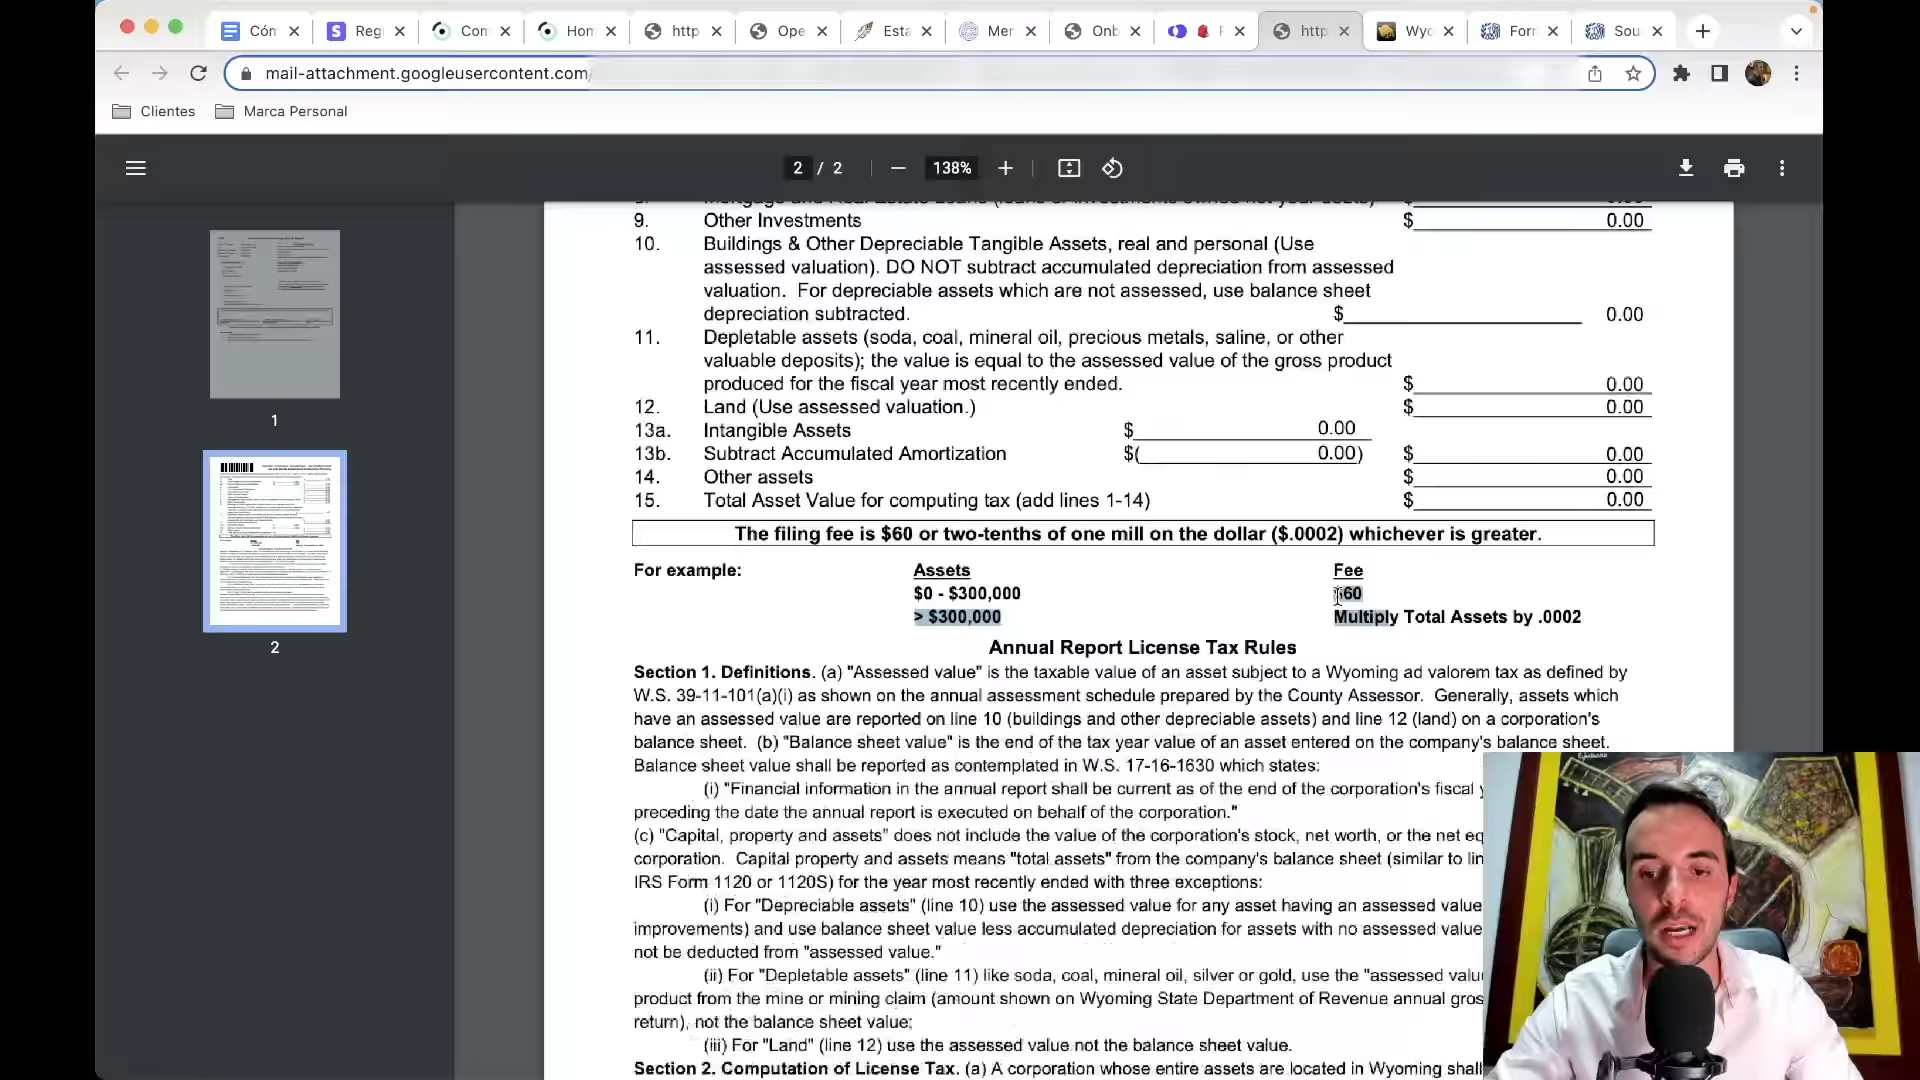 Cón
Reg
Con
Hom
http
Ope
Esta
Mer
Onb
http
Wyo
Forr
Sou
mail-attachment.googleusercontent.com/
Clientes
Marca Personal
2 / 2
138%
9. Other Investments $ 0.00
10. Buildings & Other Depreciable Tangible Assets, real and personal (Use
assessed valuation). DO NOT subtract accumulated depreciation from assessed
valuation. For depreciable assets which are not assessed, use balance sheet
depreciation subtracted. $ 0.00
11. Depletable assets (soda, coal, mineral oil, precious metals, saline, or other
valuable deposits); the value is equal to the assessed value of the gross product
produced for the fiscal year most recently ended. $ 0.00
12. Land (Use assessed valuation.) $ 0.00
13a. Intangible Assets $ 0.00
13b. Subtract Accumulated Amortization $( 0.00) $ 0.00
14. Other assets $ 0.00
15. Total Asset Value for computing tax (add lines 1-14) $ 0.00
The filing fee is $60 or two-tenths of one mill on the dollar ($.0002) whichever is greater.
For example: Assets Fee
$0 - $300,000 $60
> $300,000 Multiply Total Assets by .0002
Annual Report License Tax Rules
Section 1. Definitions. (a) "Assessed value" is the taxable value of an asset subject to a Wyoming ad valorem tax as defined by
W.S. 39-11-101(a)(i) as shown on the annual assessment schedule prepared by the County Assessor. Generally, assets which
have an assessed value are reported on line 10 (buildings and other depreciable assets) and line 12 (land) on a corporation's
balance sheet. (b) "Balance sheet value" is the end of the tax year value of an asset entered on the company's balance sheet.
Balance sheet value shall be reported as contemplated in W.S. 17-16-1630 which states:
(i) "Financial information in the annual report shall be current as of the end of the corporation's fiscal
preceding the date the annual report is executed on behalf of the corporation."
(c) "Capital, property and assets" does not include the value of the corporation's stock, net worth, or the net eq
corporation. Capital property and assets means "total assets" from the company's balance sheet (similar to lin
IRS Form 1120 or 1120S) for the year most recently ended with three exceptions:
(i) For "Depreciable assets" (line 10) use the assessed value for any asset having an assessed value
improvements) and use balance sheet value less accumulated depreciation for assets with no assessed value
not be deducted from "assessed value."
(ii) For "Depletable assets" (line 11) like soda, coal, mineral oil, silver or gold, use the "assessed valu
product from the mine or mining claim (amount shown on Wyoming State Department of Revenue annual gros
return), not the balance sheet value;
(iii) For "Land" (line 12) use the assessed value not the balance sheet value.
Section 2. Computation of License Tax. (a) A corporation whose entire assets are located in Wyoming shall
1
2